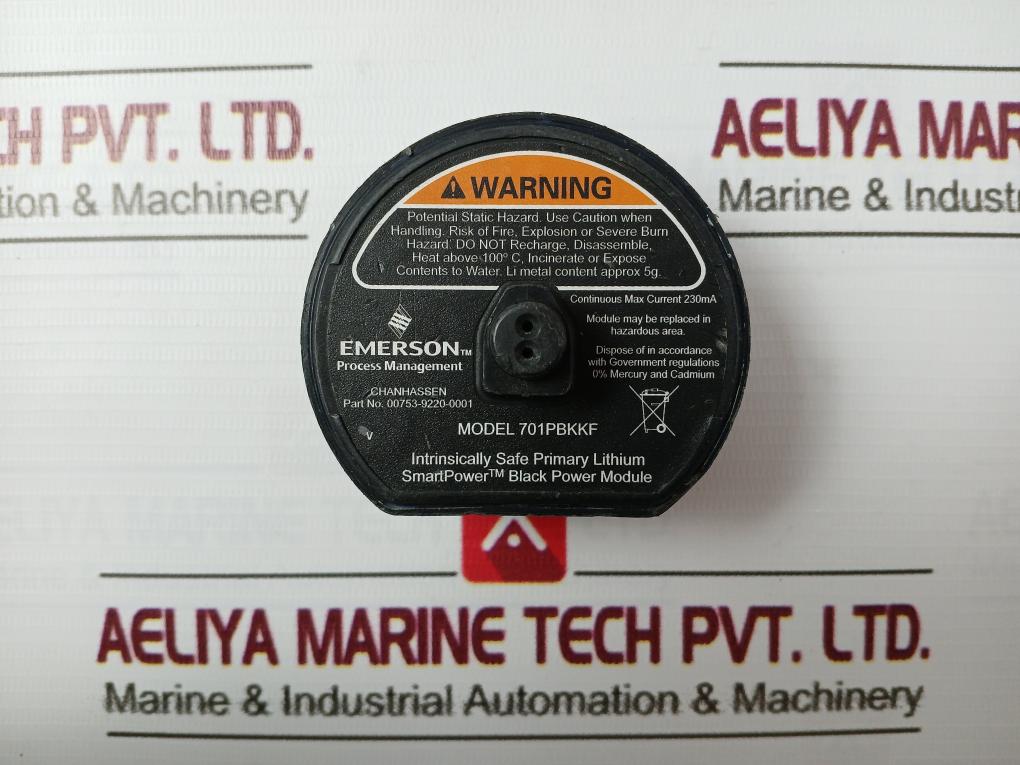 CH PVT. LTD.
tion & Machinery
AELIYA MAR
Marine & Indust
WARNING
Potential Static Hazard. Use Caution when
Handling. Risk of Fire, Explosion or Severe Burn
Hazard. DO NOT Recharge, Disassemble,
Heat above 100º C, Incinerate or Expose
Contents to Water. Li metal content approx 5g.
Continuous Max Current 230mA
Module may be replaced in
hazardous area.
Dispose of in accordance
with Government regulations
0% Mercury and Cadmium
EMERSON™
Process Management
CHANHASSEN
Part No. 00753-9220-0001
V
MODEL 701PBKKF
Intrinsically Safe Primary Lithium
SmartPower™ Black Power Module
AELIYA MARINE TECH PVT. LTD.
Marine & Industrial Automation & Machinery